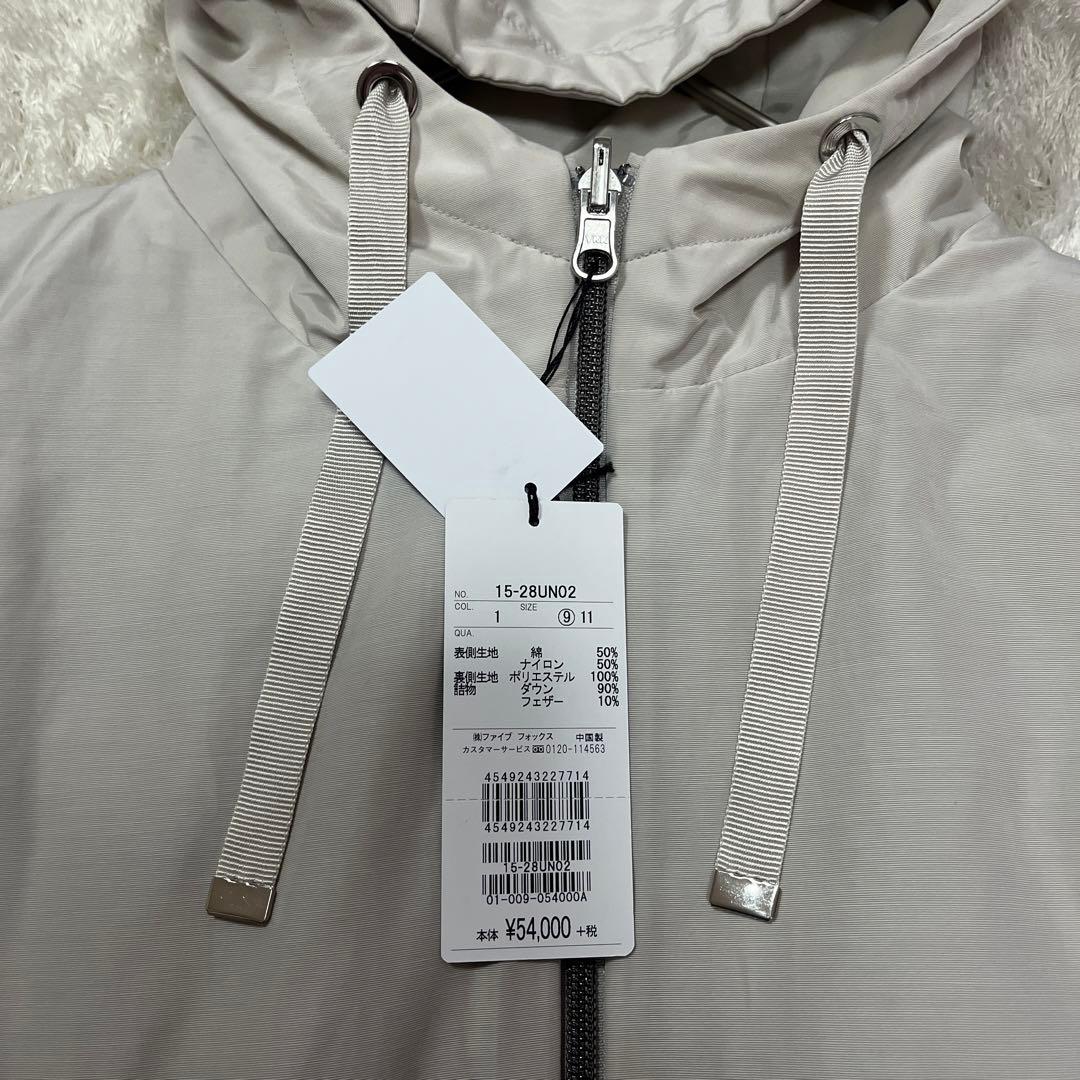 YKK
NO. 15-28UN02
COL. 1 SIZE ⑨ 11
QUA.
表側生地 綿 50%
ナイロン 50%
裏側生地 ポリエステル 100%
詰物 ダウン 90%
フェザー 10%
㈱ファイブ フォックス 中国製
カスタマーサービス 0120-114563
4549243227714
4549243227714
15-28UN02
01-009-054000A
本体 ¥54,000 +税